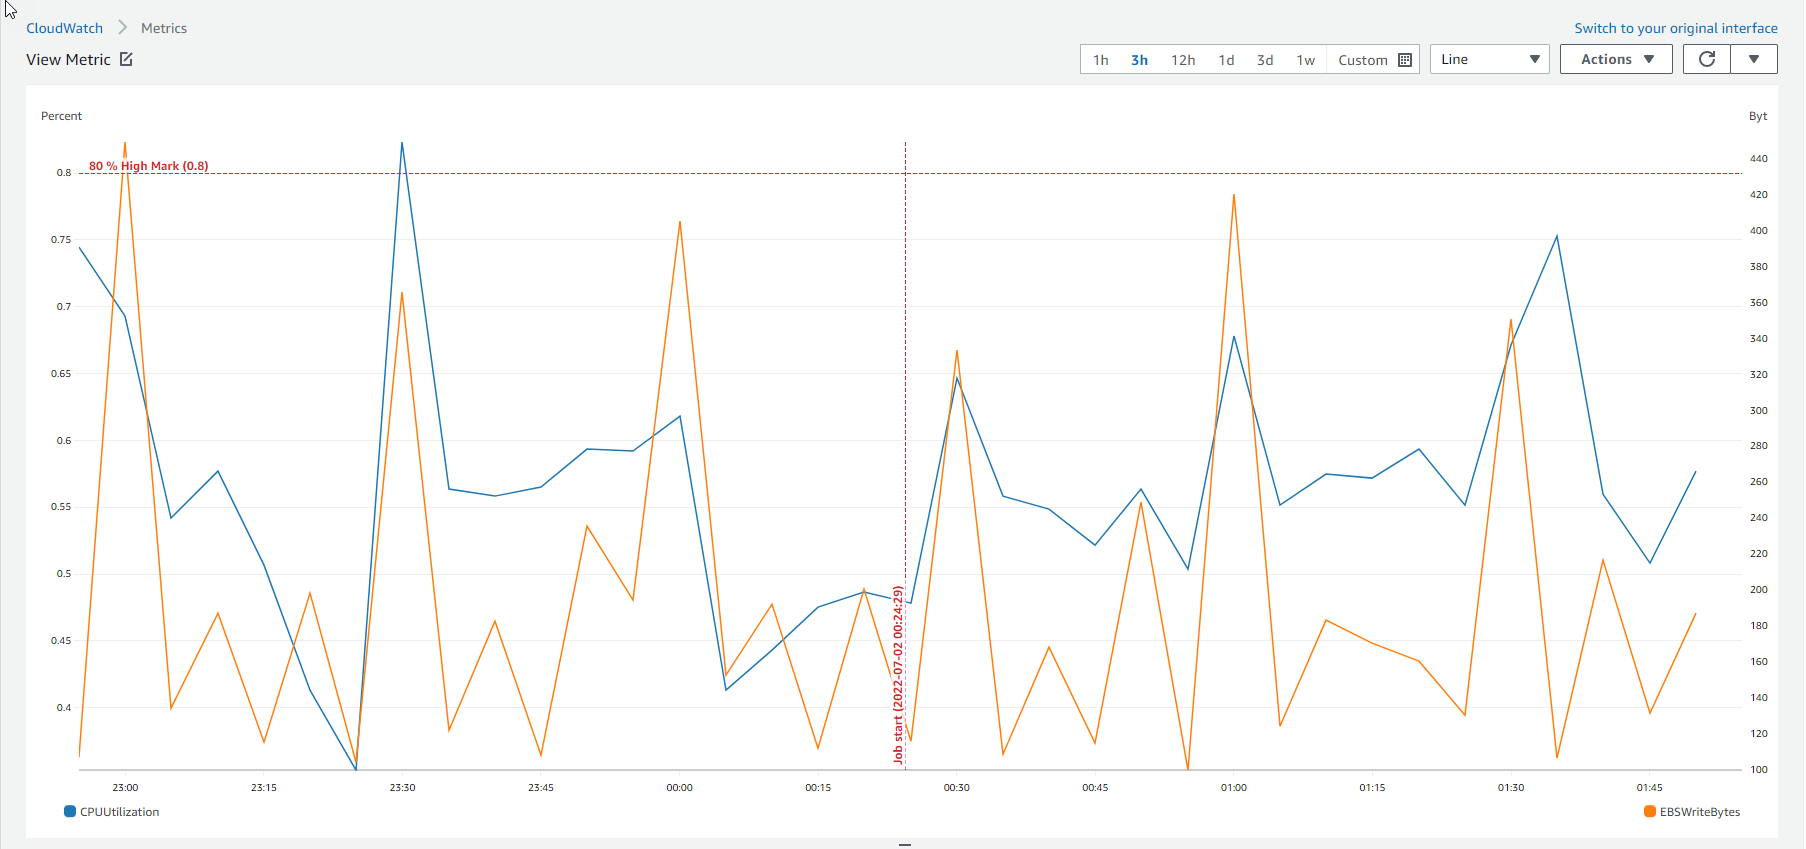 CloudWatch > Metrics
Switch to your original interface
View Metric
1h 3h 12h 1d 3d 1w Custom
Line
Actions
Percent
Byt
80 % High Mark (0.8)
0.8
0.75
0.7
0.65
0.6
0.55
0.5
0.45
0.4
440
420
400
380
360
340
320
300
280
260
240
220
200
180
160
140
120
100
Job start (2022-07-02 00:24:29)
23:00 23:15 23:30 23:45 00:00 00:15 00:30 00:45 01:00 01:15 01:30 01:45
CPUUtilization
EBSWriteBytes